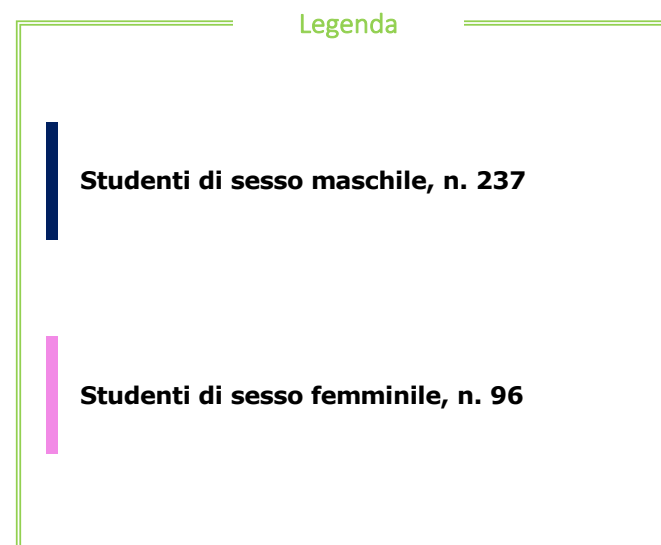 Legenda
Studenti di sesso maschile, n. 237
Studenti di sesso femminile, n. 96